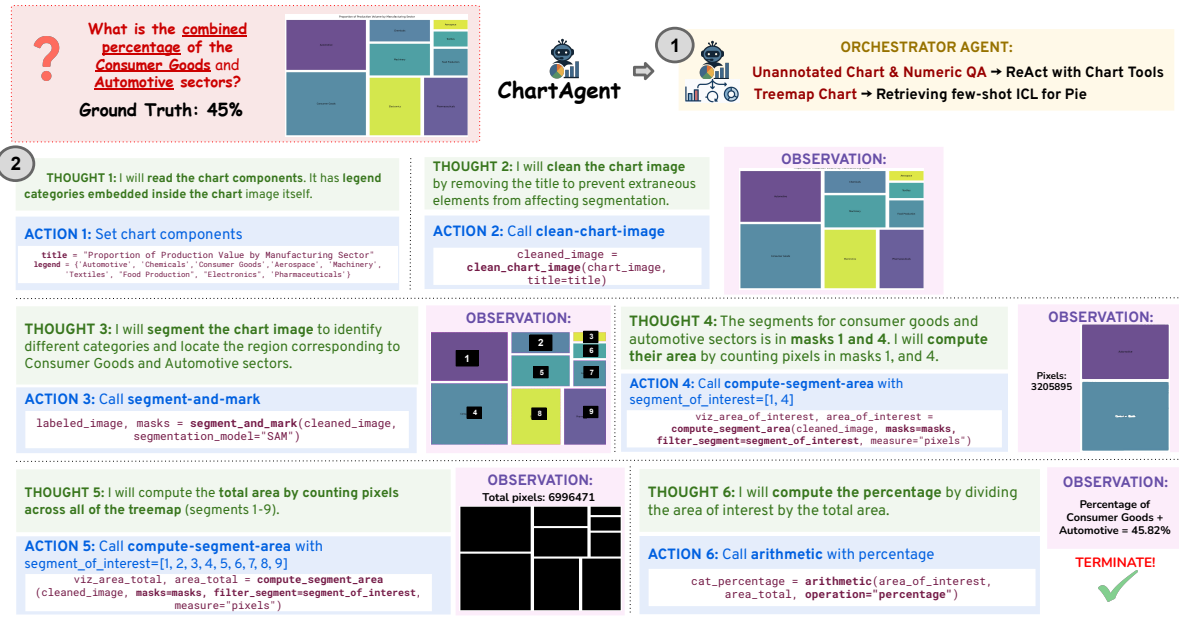 What is the combined
percentage of the
Consumer Goods and
Automotive sectors?
Ground Truth: 45%
Proportion of Production Value by Manufacturing Sector
ChartAgent
1
ORCHESTRATOR AGENT:
Unannotated Chart & Numeric QA → ReAct with Chart Tools
Treemap Chart → Retrieving few-shot ICL for Pie
2
THOUGHT 1: I will read the chart components. It has legend
categories embedded inside the chart image itself.
ACTION 1: Set chart components
title = "Proportion of Production Value by Manufacturing Sector"
legend = {'Automotive', 'Chemicals','Consumer Goods','Aerospace', 'Machinery',
'Textiles', "Food Production", "Electronics", "Pharmaceuticals'}
THOUGHT 2: I will clean the chart image
by removing the title to prevent extraneous
elements from affecting segmentation.
ACTION 2: Call clean-chart-image
cleaned_image =
clean_chart_image(chart_image,
title=title)
OBSERVATION:
THOUGHT 3: I will segment the chart image to identify
different categories and locate the region corresponding to
Consumer Goods and Automotive sectors.
ACTION 3: Call segment-and-mark
labeled_image, masks = segment_and_mark(cleaned_image,
segmentation_model="SAM")
OBSERVATION:
1
2
3
6
5
7
4
8
9
THOUGHT 4: The segments for consumer goods and
automotive sectors is in masks 1 and 4. I will compute
their area by counting pixels in masks 1, and 4.
ACTION 4: Call compute-segment-area with
segment_of_interest=[1, 4]
viz_area_of_interest, area_of_interest =
compute_segment_area(cleaned_image, masks=masks,
filter_segment=segment_of_interest, measure="pixels")
OBSERVATION:
Pixels:
3205895
THOUGHT 5: I will compute the total area by counting pixels
across all of the treemap (segments 1-9).
ACTION 5: Call compute-segment-area with
segment_of_interest=[1, 2, 3, 4, 5, 6, 7, 8, 9]
viz_area_total, area_total = compute_segment_area
(cleaned_image, masks=masks, filter_segment=segment_of_interest,
measure="pixels")
OBSERVATION:
Total pixels: 6996471
THOUGHT 6: I will compute the percentage by dividing
the area of interest by the total area.
ACTION 6: Call arithmetic with percentage
cat_percentage = arithmetic(area_of_interest,
area_total, operation="percentage")
OBSERVATION:
Percentage of
Consumer Goods +
Automotive = 45.82%
TERMINATE!